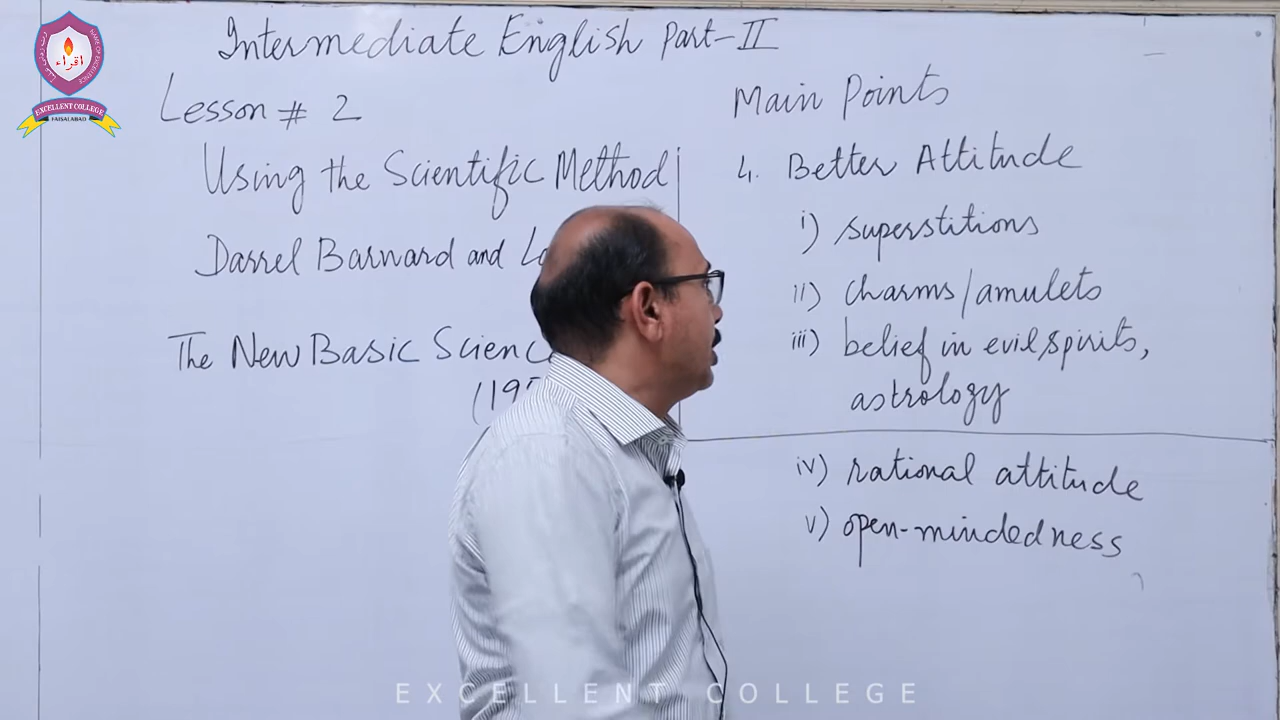 Intermediate English Part-II
Lesson # 2
Using the Scientific Method
Darrel Barnard and
The New Basic
Main Points
4. Better Attitude
i) superstitions
ii) charms/amulets
iii) belief in evil spirits,
astrology
iv) rational attitude
v) open-mindedness
اقراء
EXCELLENT COLLEGE
FAISALABAD
EXCELLENT COLLEGE